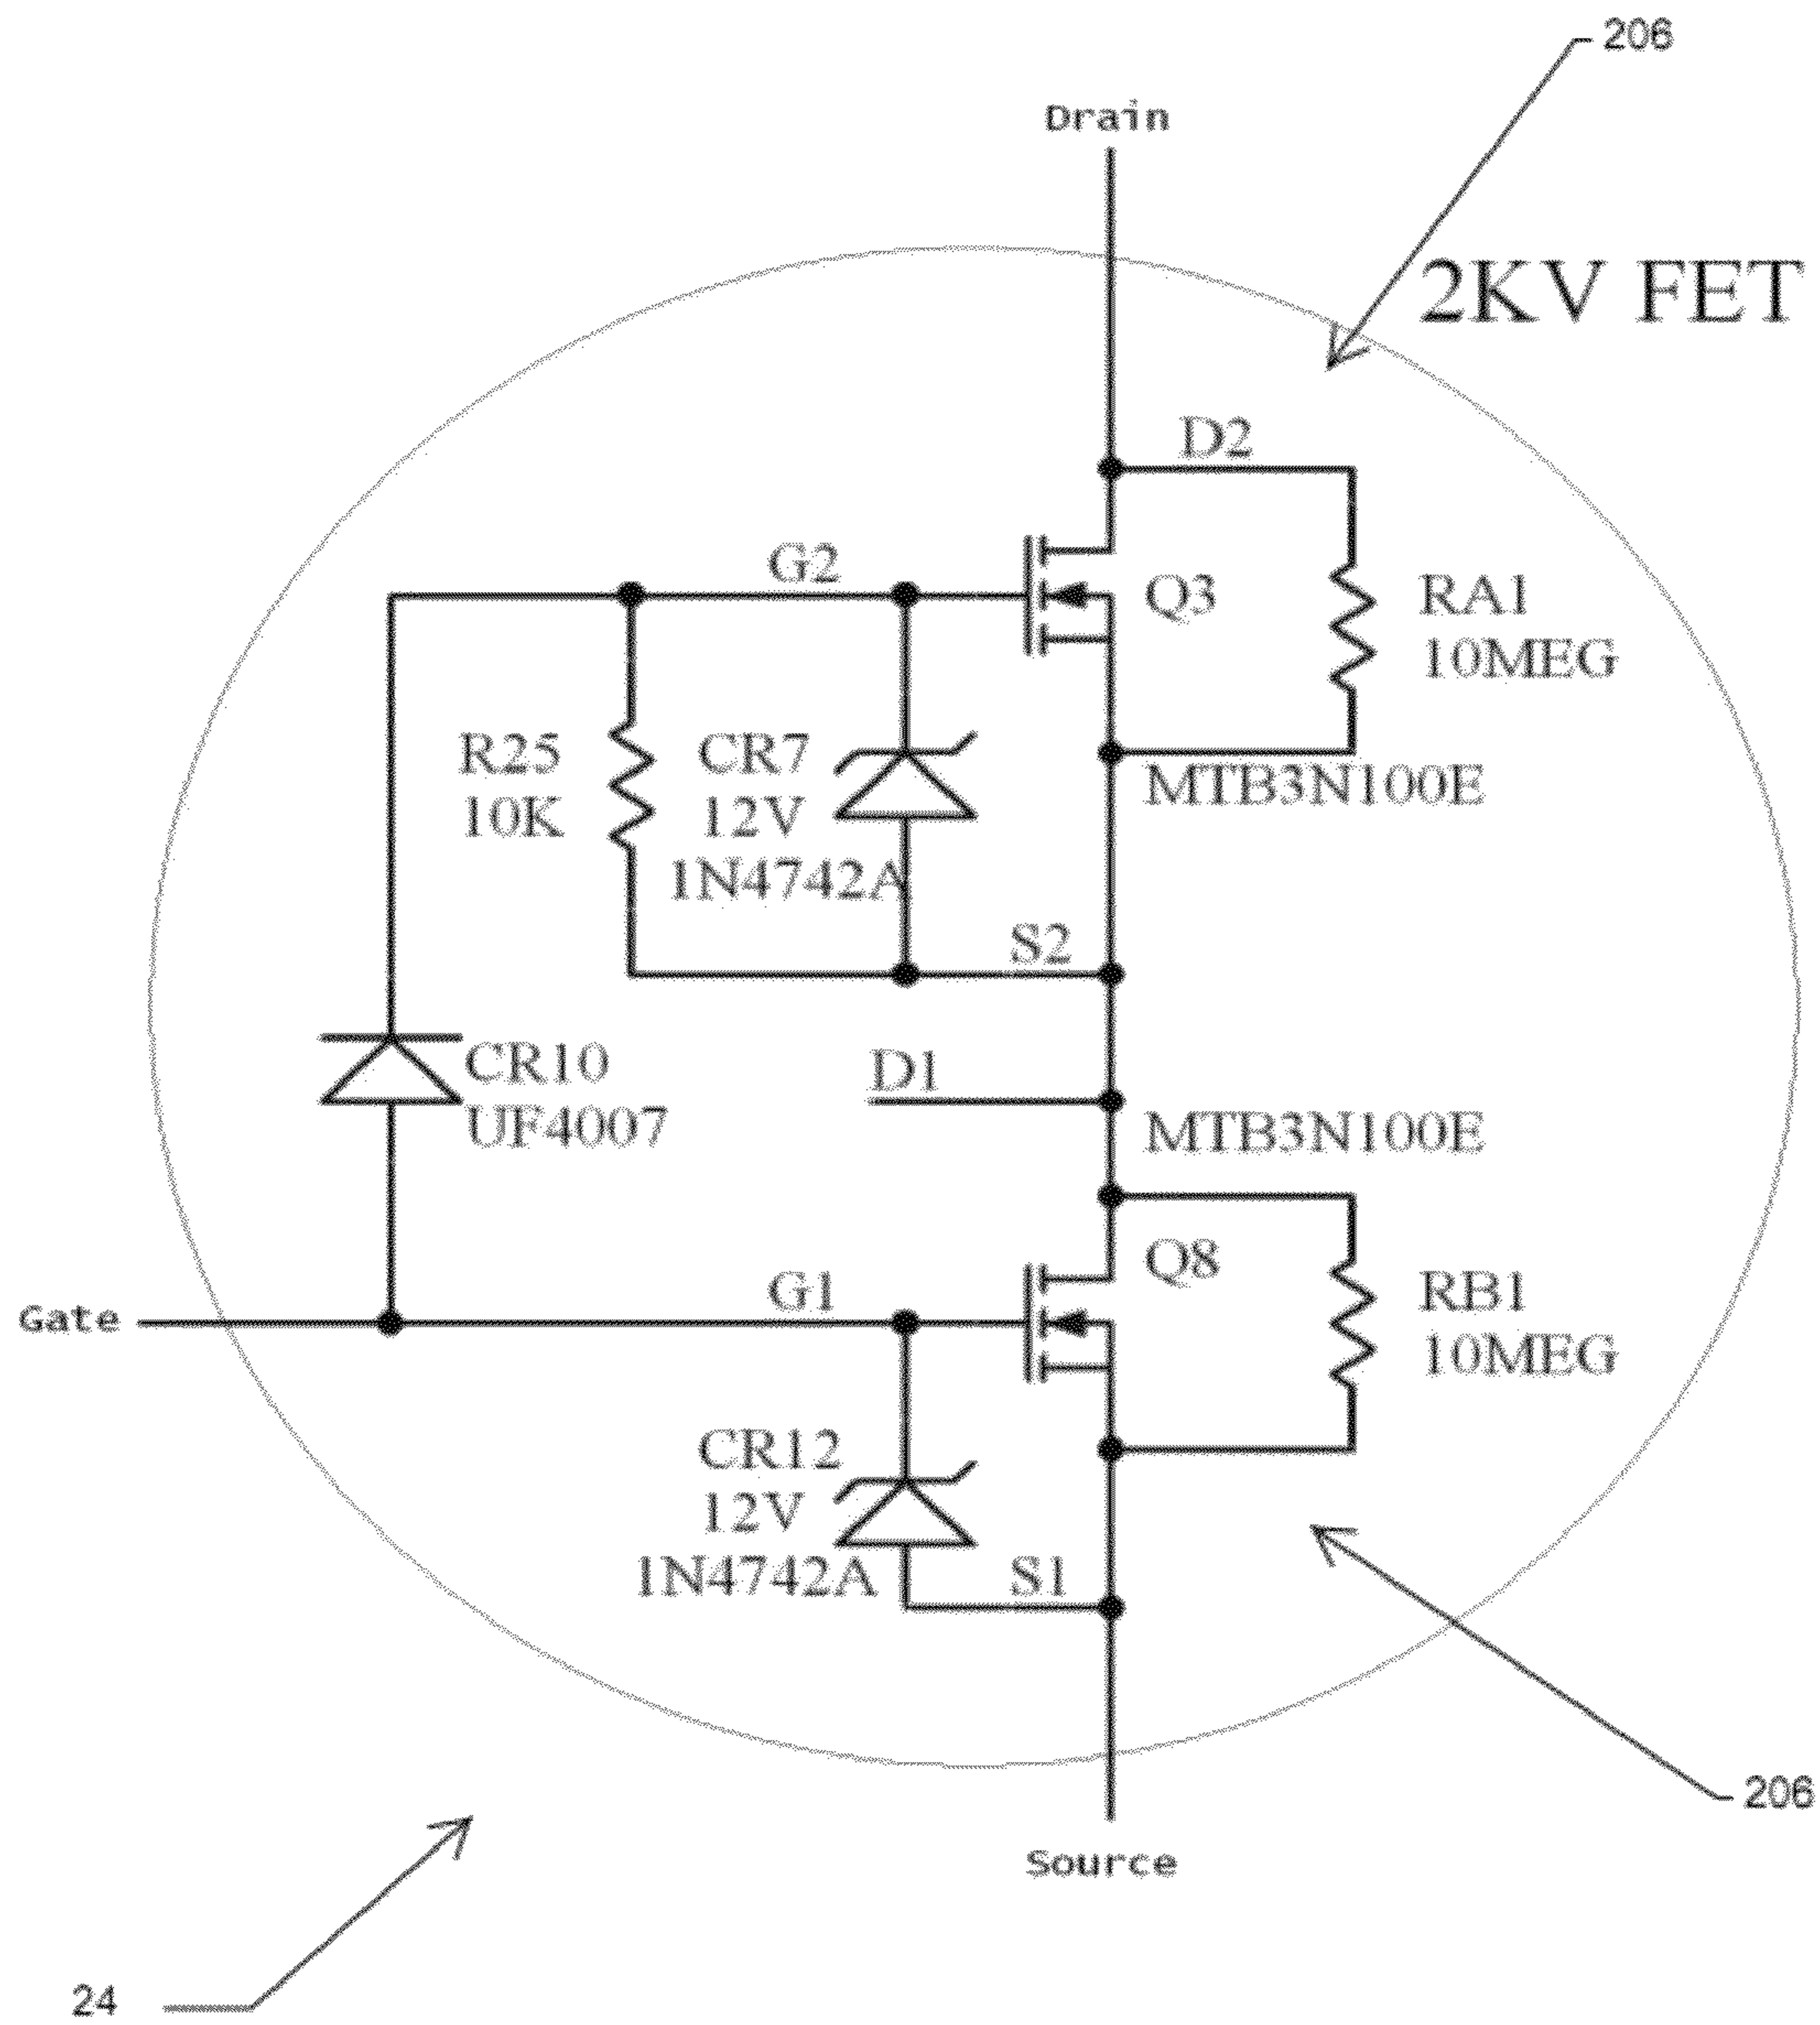 206
Drain
2KV FET
D2
G2
Q3
RA1
10MEG
R25
10K
CR7
12V
1N4742A
MTB3N100E
S2
CR10
UF4007
D1
MTB3N100E
Q8
G1
Gate
RB1
10MEG
CR12
12V
1N4742A
S1
206
Source
24